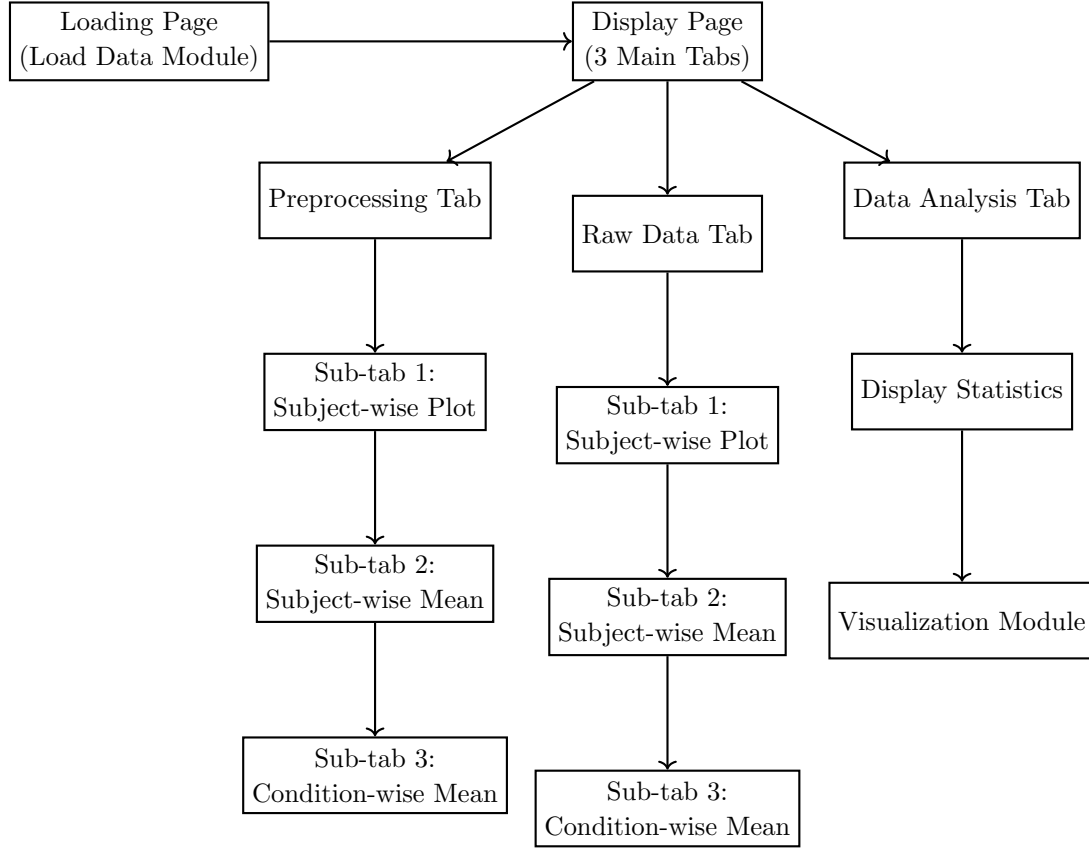 Loading Page
(Load Data Module)
Display Page
(3 Main Tabs)
Preprocessing Tab
Raw Data Tab
Data Analysis Tab
Sub-tab 1:
Subject-wise Plot
Sub-tab 1:
Subject-wise Plot
Display Statistics
Sub-tab 2:
Subject-wise Mean
Sub-tab 2:
Subject-wise Mean
Visualization Module
Sub-tab 3:
Condition-wise Mean
Sub-tab 3:
Condition-wise Mean